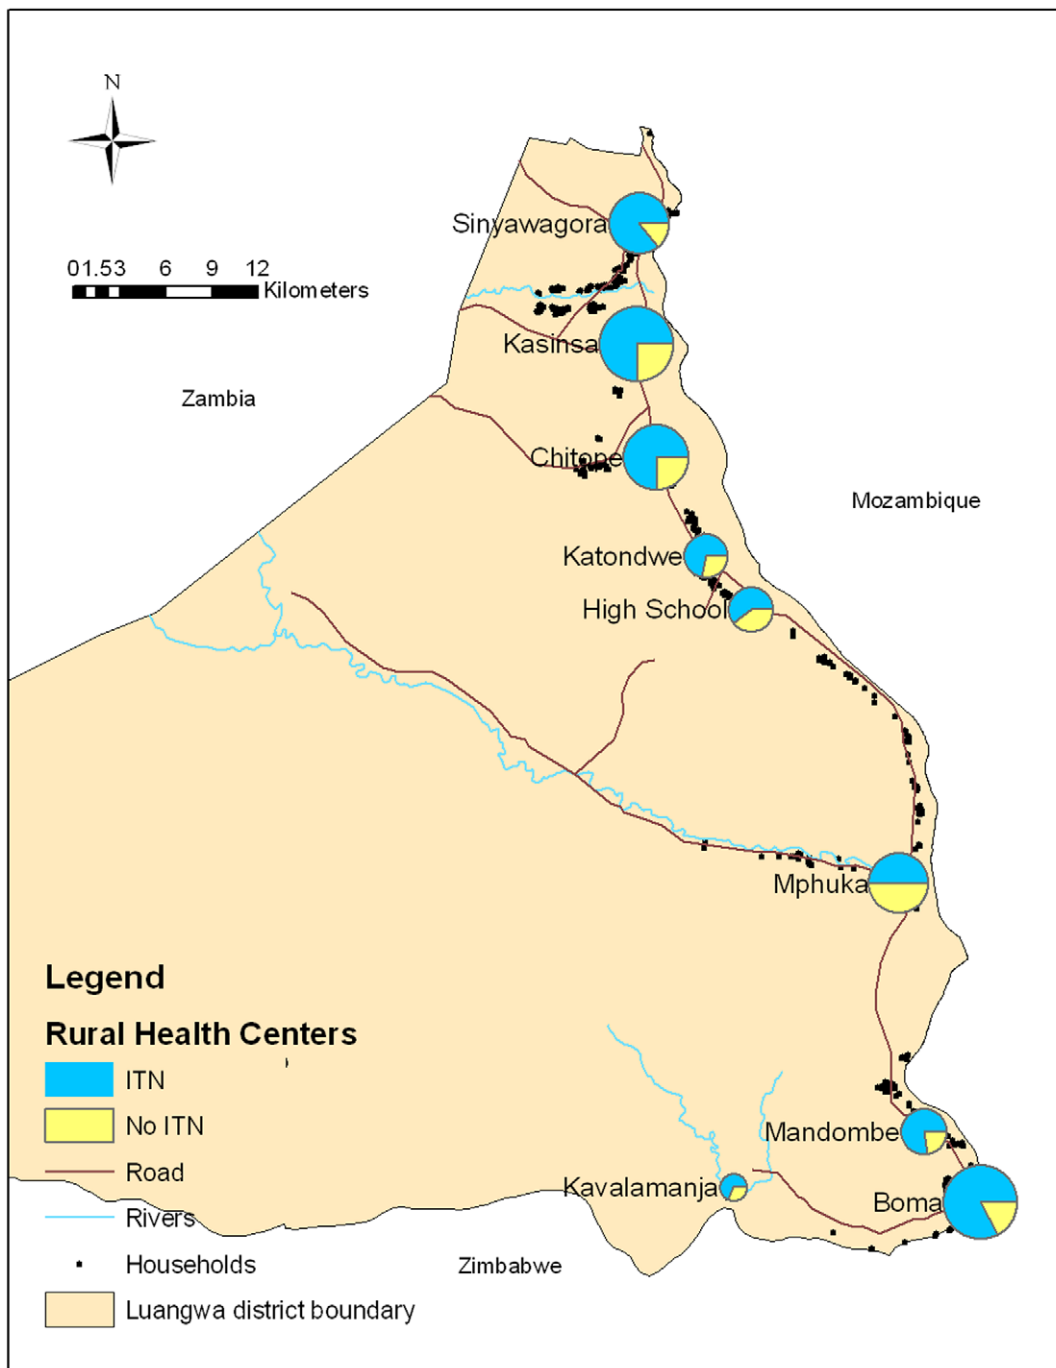 N
Sinyawagora
01.53 6 9 12
Kilometers
Kasinsa
Zambia
Chitope
Mozambique
Katondwe
High School
Mphuka
Legend
Rural Health Centers
ITN
No ITN
Mandombe
Road
Kavalamanja
Boma
Rivers
Households
Zimbabwe
Luangwa district boundary